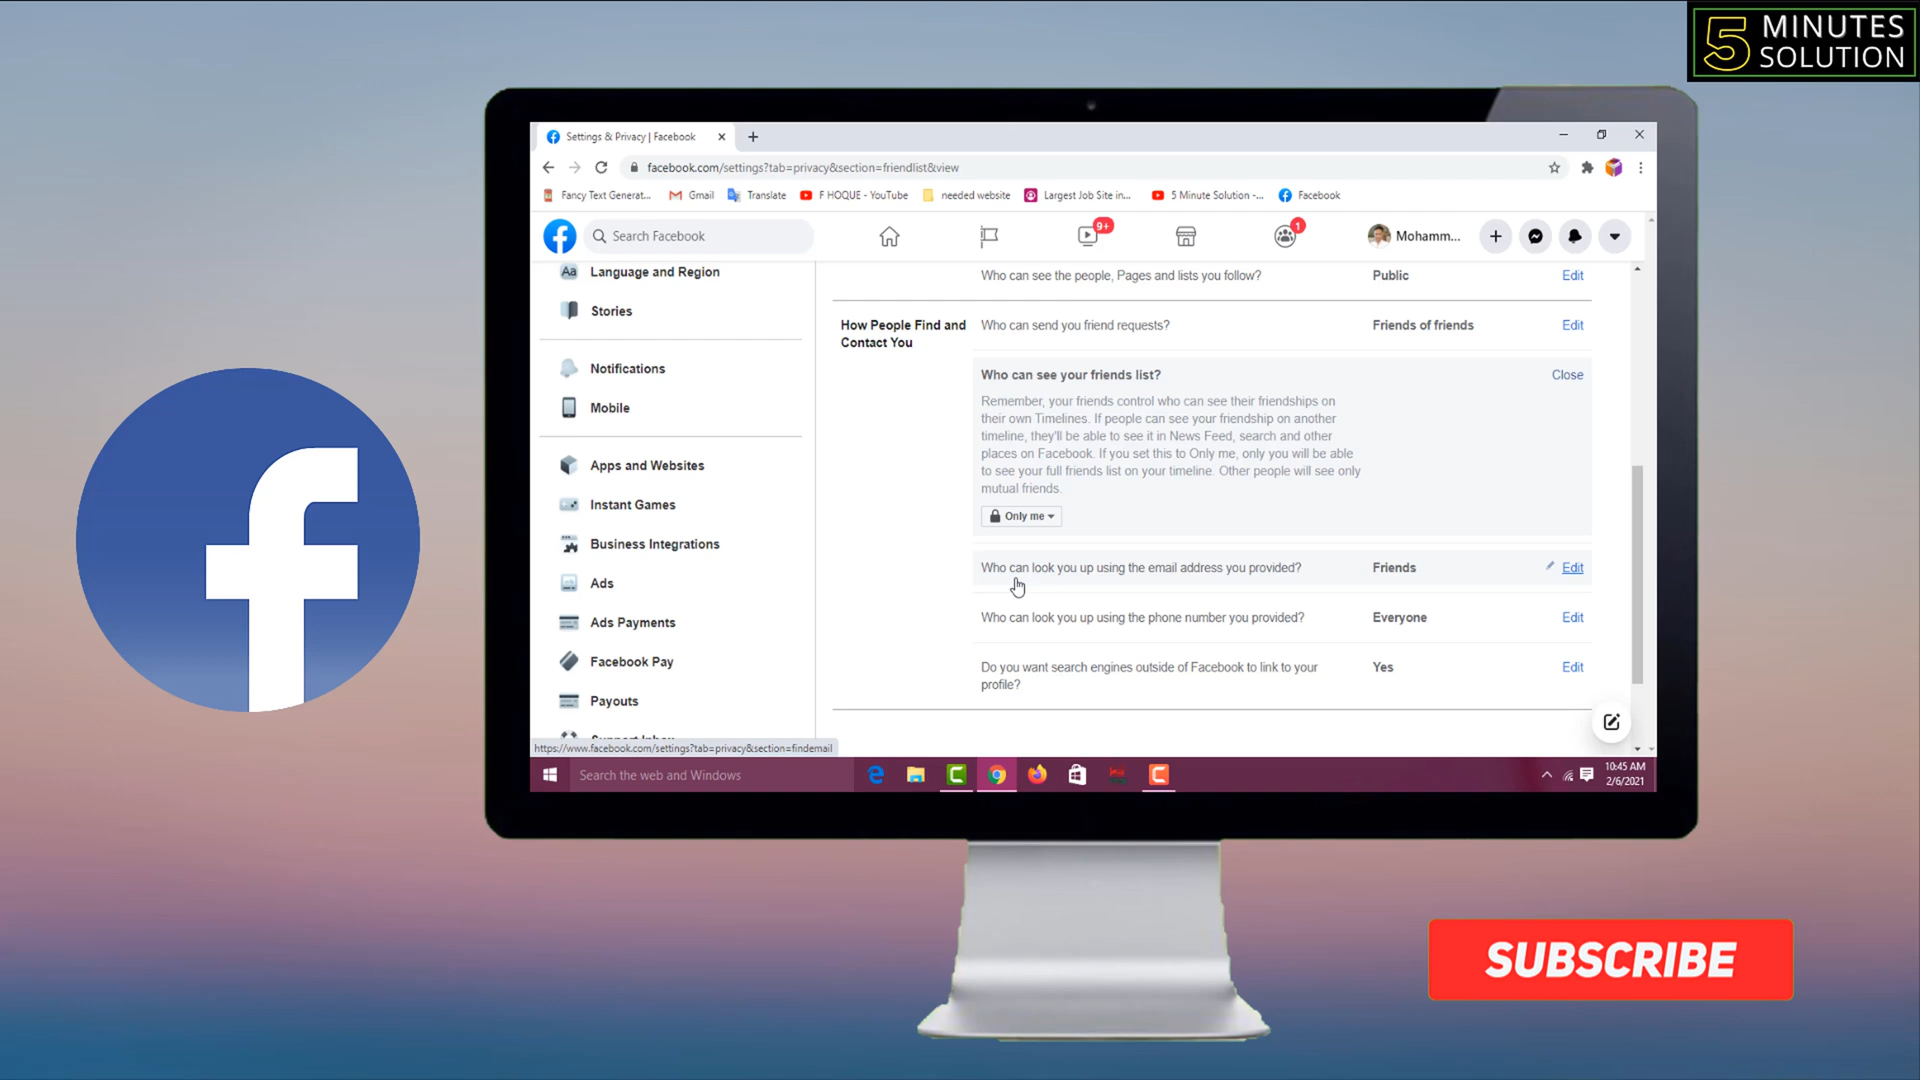 5 MINUTES
SOLUTION
Settings & Privacy | Facebook
facebook.com/settings?tab=privacy&section=friendlist&view
Fancy Text Generat...
Gmail
Translate
F HOQUE - YouTube
needed website
Largest Job Site in...
5 Minute Solution -...
Facebook
Search Facebook
9+
1
Mohamm...
Language and Region
Stories
Notifications
Mobile
Apps and Websites
Instant Games
Business Integrations
Ads
Ads Payments
Facebook Pay
Payouts
Who can see the people, Pages and lists you follow? Public Edit
How People Find and
Contact You
Who can send you friend requests? Friends of friends Edit
Who can see your friends list? Close
Remember, your friends control who can see their friendships on
their own Timelines. If people can see your friendship on another
timeline, they'll be able to see it in News Feed, search and other
places on Facebook. If you set this to Only me, only you will be able
to see your full friends list on your timeline. Other people will see only
mutual friends.
Only me
Who can look you up using the email address you provided? Friends Edit
Who can look you up using the phone number you provided? Everyone Edit
Do you want search engines outside of Facebook to link to your
profile? Yes Edit
https://www.facebook.com/settings?tab=privacy&section=findemail
Search the web and Windows
10:45 AM
2/6/2021
SUBSCRIBE